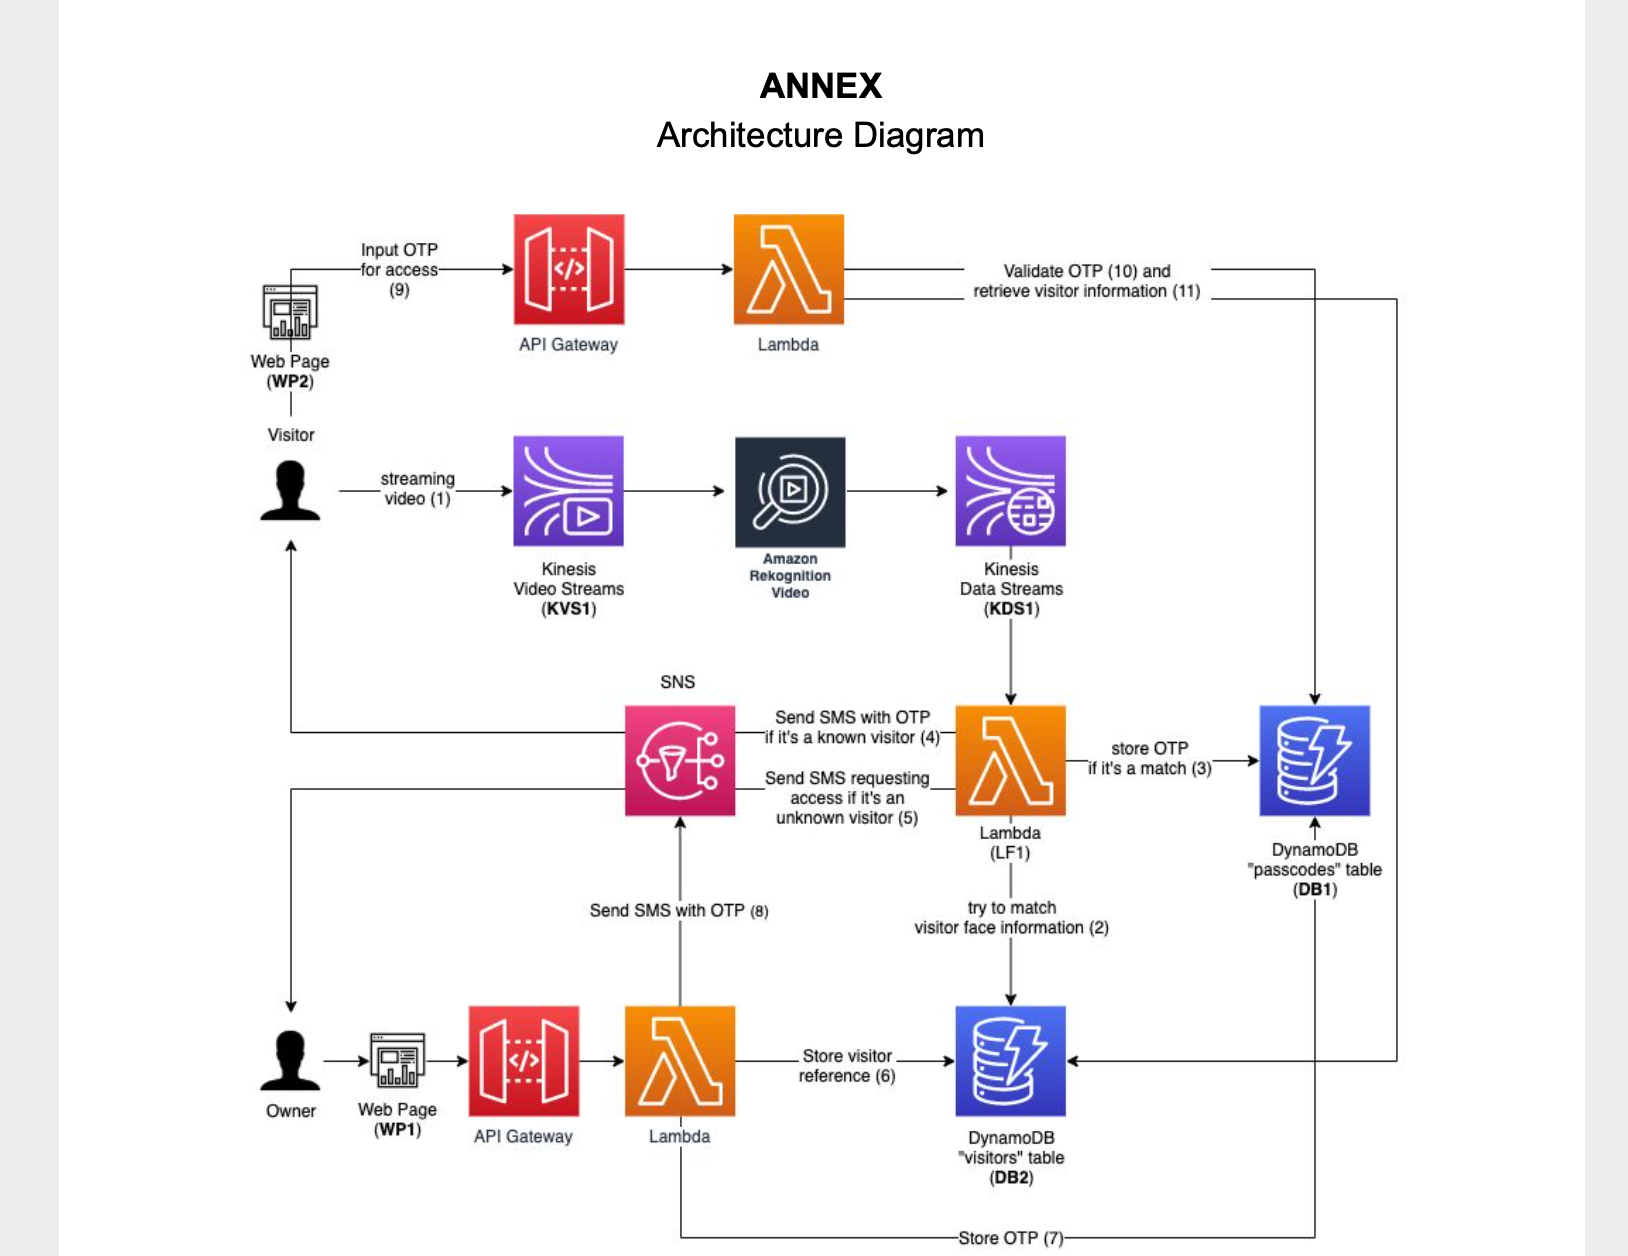 ANNEX
Architecture Diagram
Input OTP
for access
(9)
API Gateway
Lambda
Validate OTP (10) and
retrieve visitor information (11)
Web Page
(WP2)
Visitor
streaming
video (1)
Kinesis
Video Streams
(KVS1)
Amazon
Rekognition
Video
Kinesis
Data Streams
(KDS1)
SNS
Send SMS with OTP
if it's a known visitor (4)
Send SMS requesting
access if it's an
unknown visitor (5)
store OTP
if it's a match (3)
Lambda
(LF1)
DynamoDB
"passcodes" table
(DB1)
Send SMS with OTP (8)
try to match
visitor face information (2)
Owner
Web Page
(WP1)
API Gateway
Lambda
Store visitor
reference (6)
DynamoDB
"visitors" table
(DB2)
Store OTP (7)